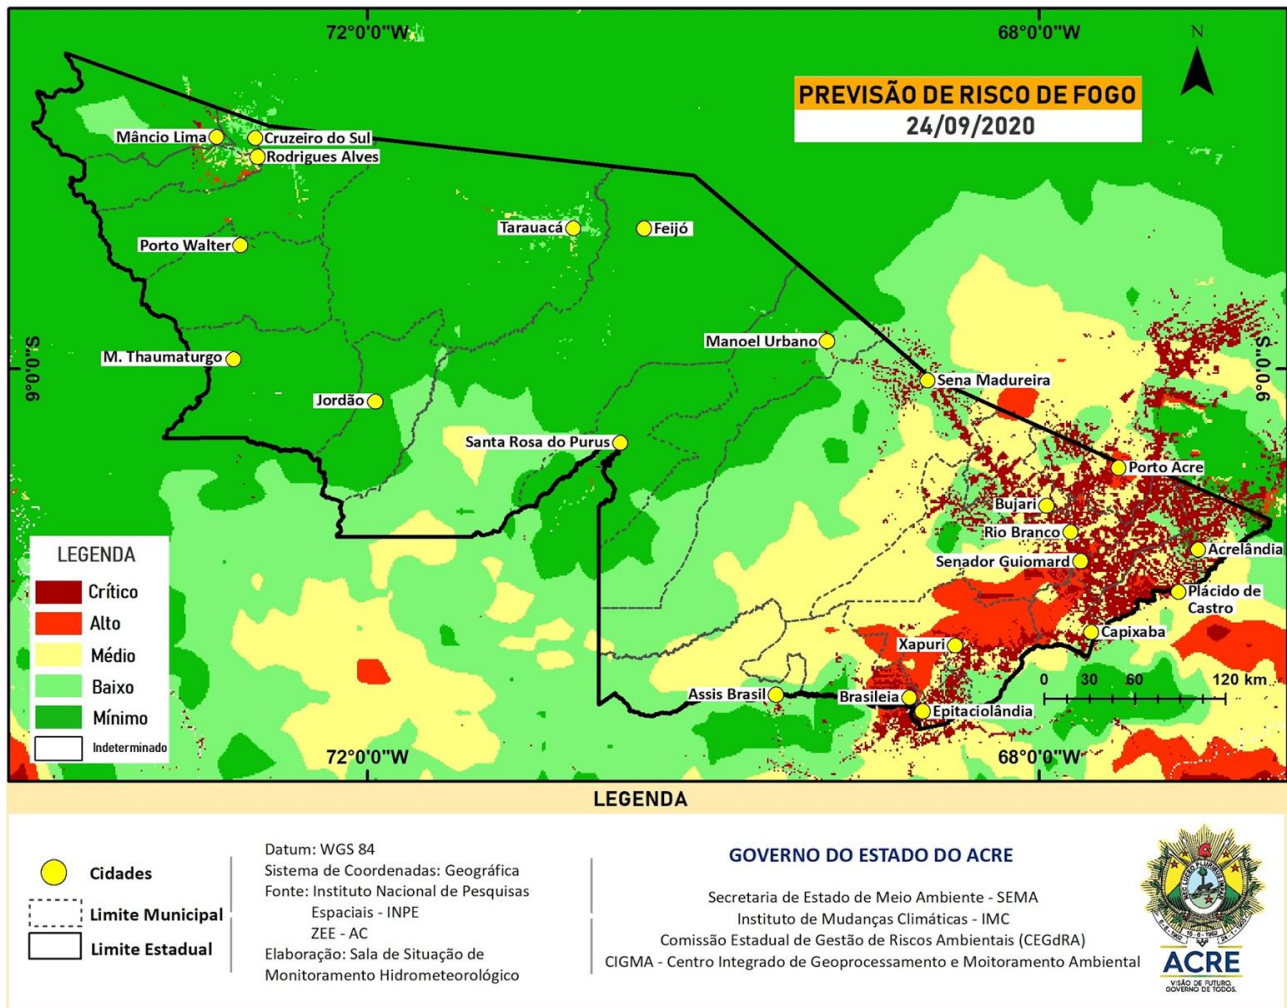 72°0'0"W
68°0'0"W
N
PREVISÃO DE RISCO DE FOGO
24/09/2020
Mâncio Lima
Cruzeiro do Sul
Rodrigues Alves
Tarauacá
Feijó
Porto Walter
Manoel Urbano
M. Thaumaturgo
9°0'0"S
9°0'0"S
Sena Madureira
Jordão
Santa Rosa do Purus
Porto Acre
Bujari
Rio Branco
Acrelândia
Senador Guiomard
Plácido de
Castro
Capixaba
Xapuri
Assis Brasil
Brasileia
Epitaciolândia
LEGENDA
Crítico
Alto
Médio
Baixo
Mínimo
Indeterminado
0 30 60 120 km
72°0'0"W
68°0'0"W
LEGENDA
Cidades
Limite Municipal
Limite Estadual
Datum: WGS 84
Sistema de Coordenadas: Geográfica
Fonte: Instituto Nacional de Pesquisas
Espaciais - INPE
ZEE - AC
Elaboração: Sala de Situação de
Monitoramento Hidrometeorológico
GOVERNO DO ESTADO DO ACRE
Secretaria de Estado de Meio Ambiente - SEMA
Instituto de Mudanças Climáticas - IMC
Comissão Estadual de Gestão de Riscos Ambientais (CEGdRA)
CIGMA - Centro Integrado de Geoprocessamento e Moitoramento Ambiental
ACRE
VISÃO DE FUTURO.
GOVERNO DE TODOS.